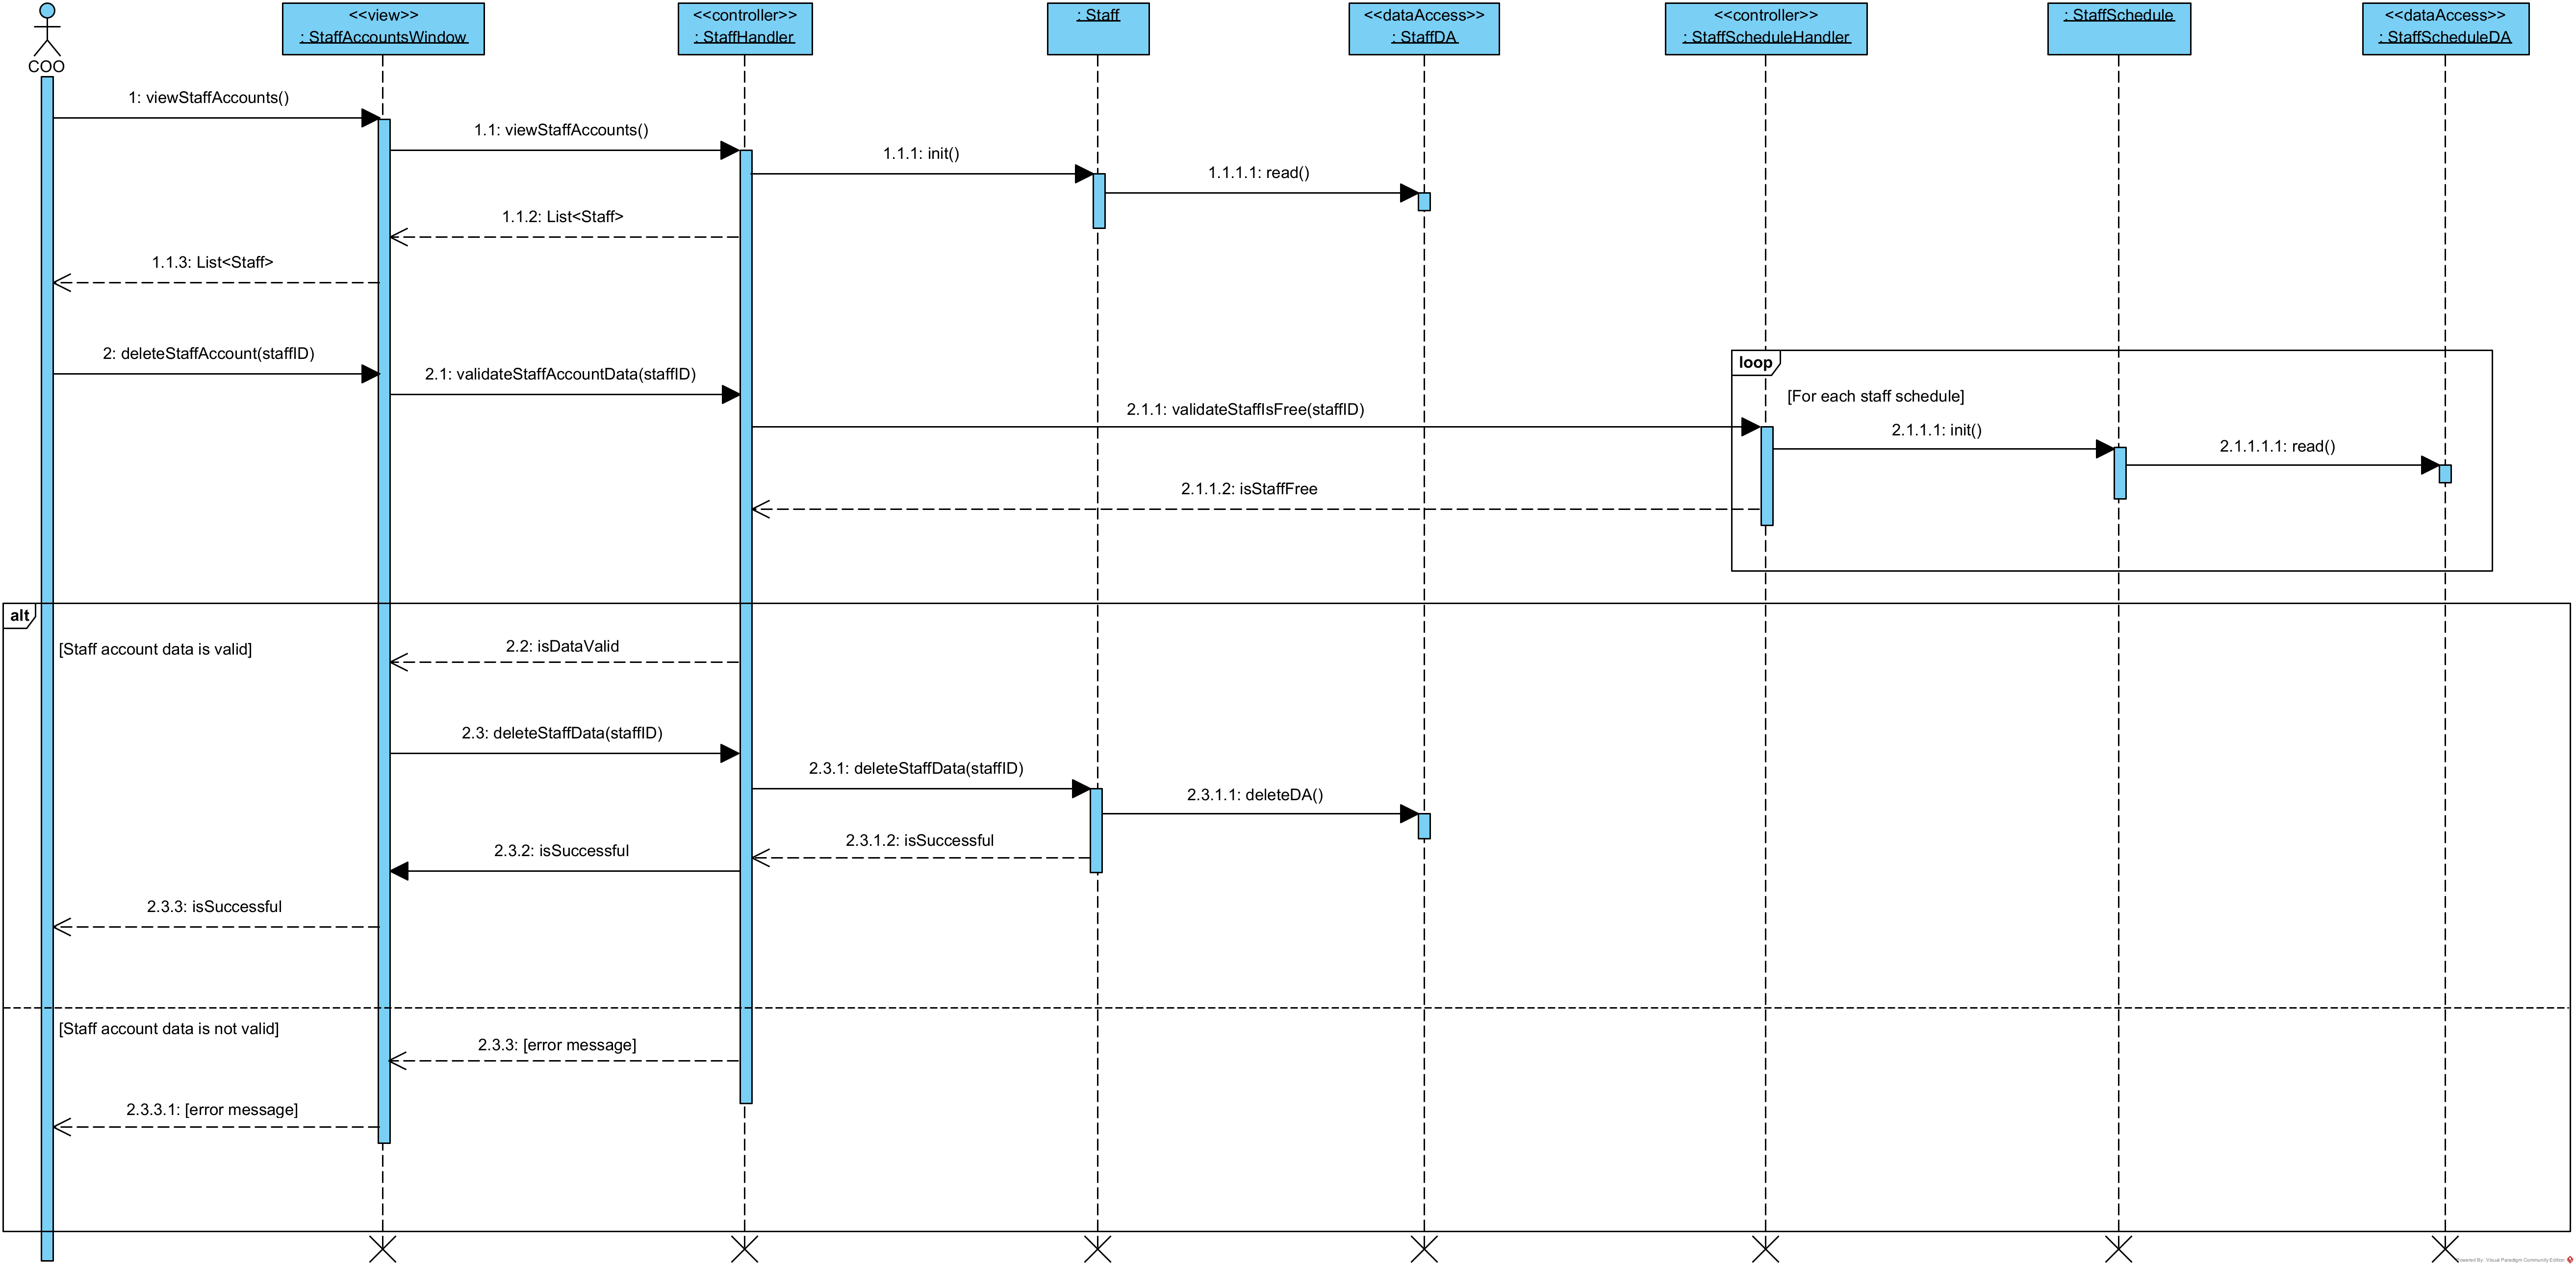 <<view>>
: StaffAccountsWindow
<<controller>>
: StaffHandler
: Staff
<<dataAccess>>
: StaffDA
<<controller>>
: StaffScheduleHandler
: StaffSchedule
<<dataAccess>>
: StaffScheduleDA
COO
1: viewStaffAccounts()
1.1: viewStaffAccounts()
1.1.1: init()
1.1.1.1: read()
1.1.2: List<Staff>
1.1.3: List<Staff>
2: deleteStaffAccount(staffID)
loop
2.1: validateStaffAccountData(staffID)
[For each staff schedule]
2.1.1: validateStaffIsFree(staffID)
2.1.1.1: init()
2.1.1.1.1: read()
2.1.1.2: isStaffFree
alt
[Staff account data is valid]
2.2: isDataValid
2.3: deleteStaffData(staffID)
2.3.1: deleteStaffData(staffID)
2.3.1.1: deleteDA()
2.3.1.2: isSuccessful
2.3.2: isSuccessful
2.3.3: isSuccessful
[Staff account data is not valid]
2.3.3: [error message]
2.3.3.1: [error message]
Powered By: Visual Paradigm Community Edition